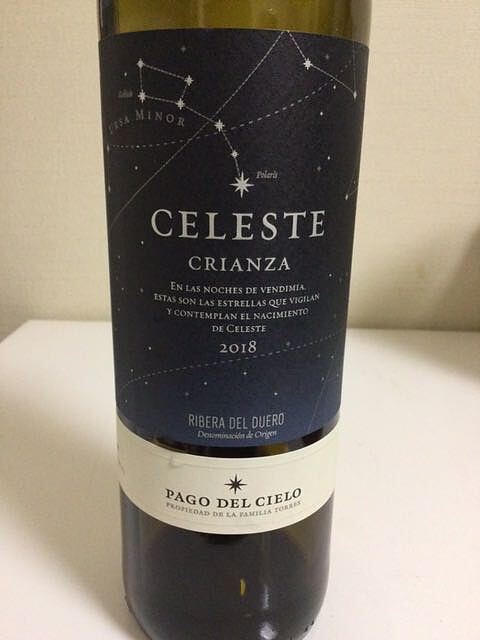 URSA MINOR
Polaris
CELESTE
CRIANZA
EN LAS NOCHES DE VENDIMIA,
ESTAS SON LAS ESTRELLAS QUE VIGILAN
Y CONTEMPLAN EL NACIMIENTO
DE CELESTE
2018
RIBERA DEL DUERO
Denominación de Origen
PAGO DEL CIELO
PROPIEDAD DE LA FAMILIA TORRES